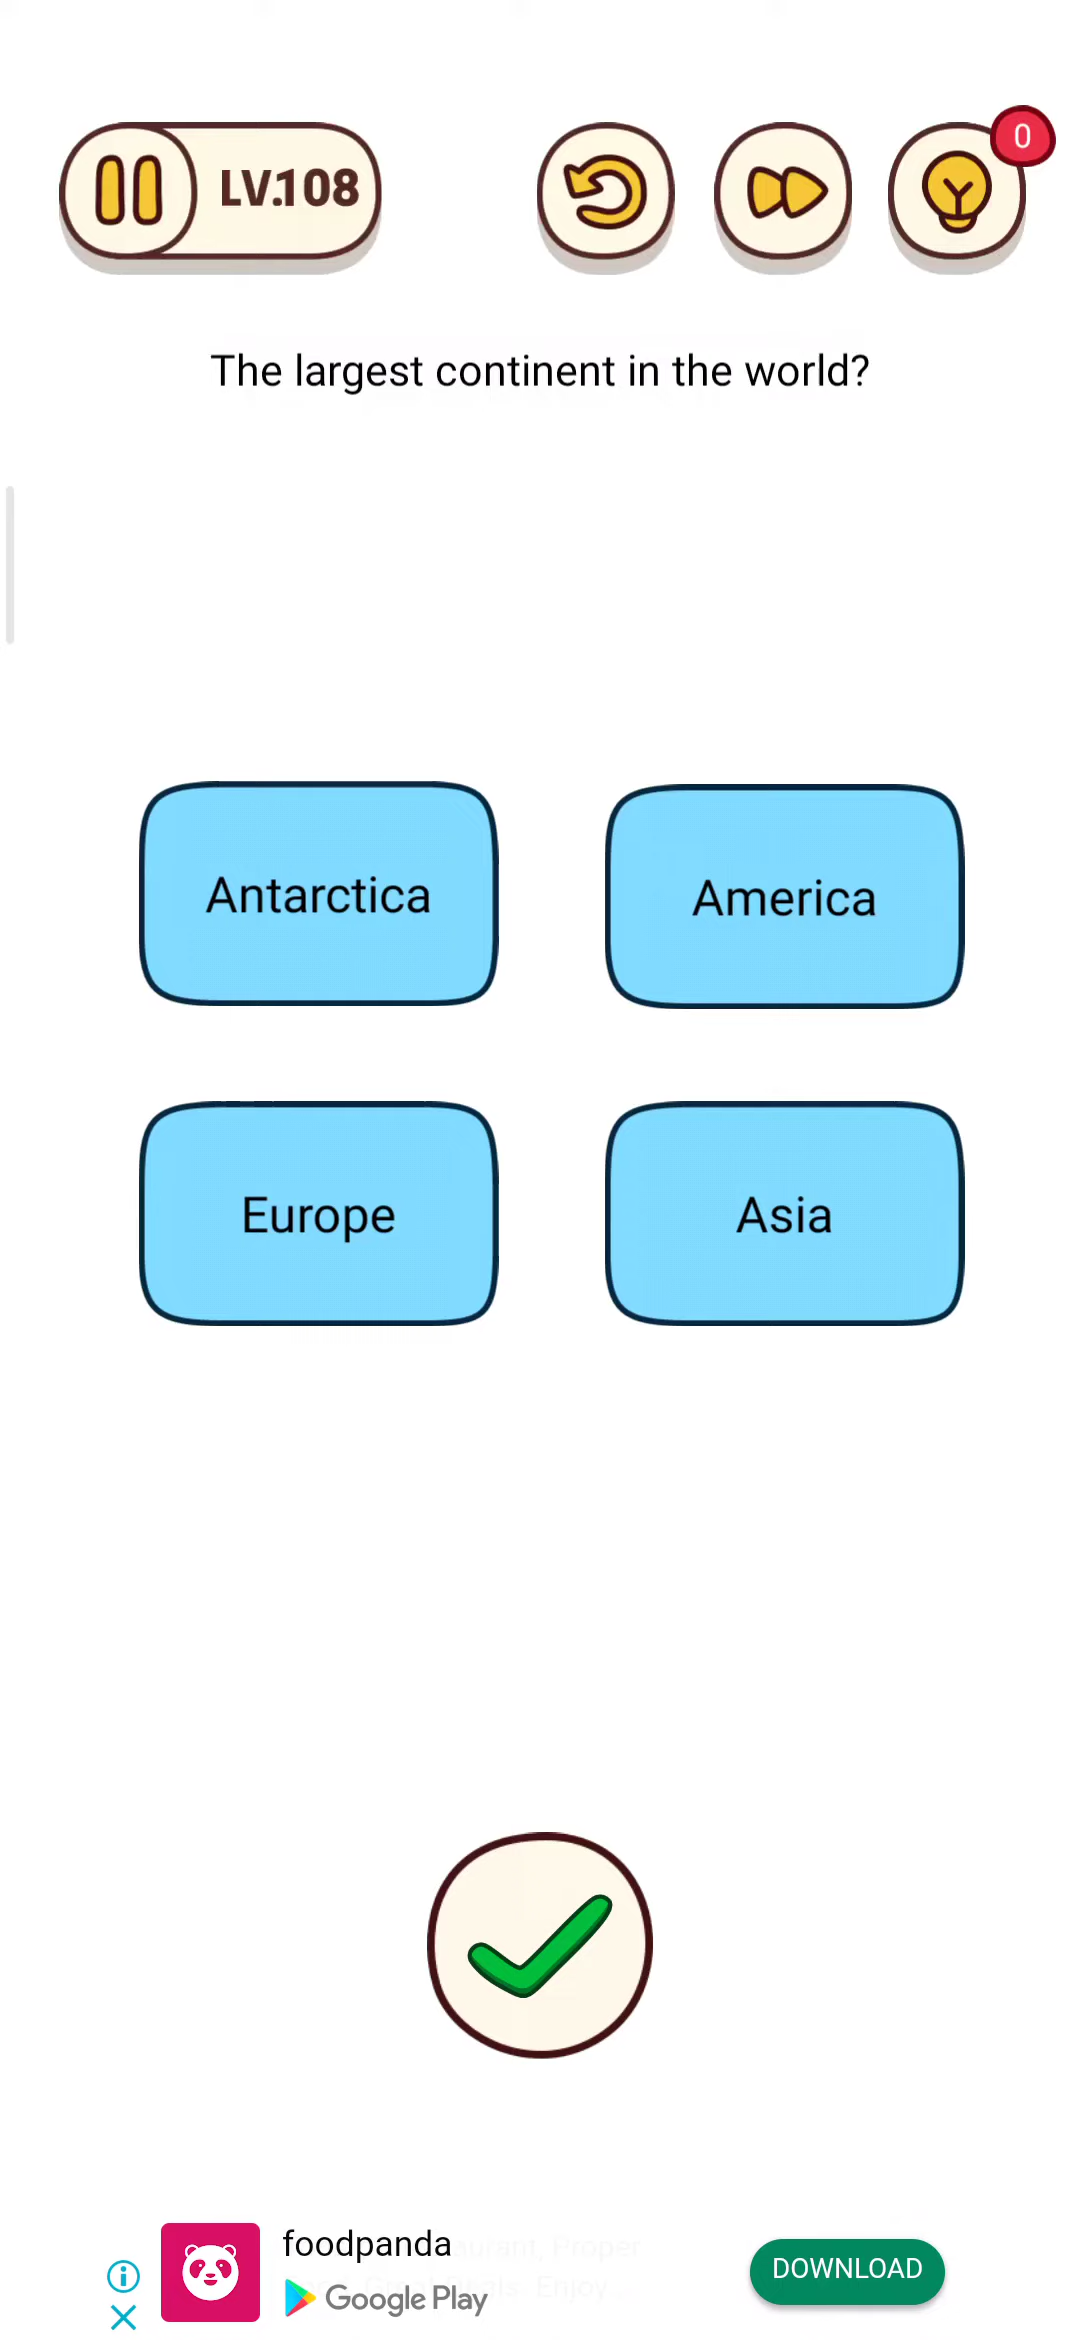 LV.108
0
The largest continent in the world?
Antarctica
America
Europe
Asia
foodpanda
Google Play
DOWNLOAD